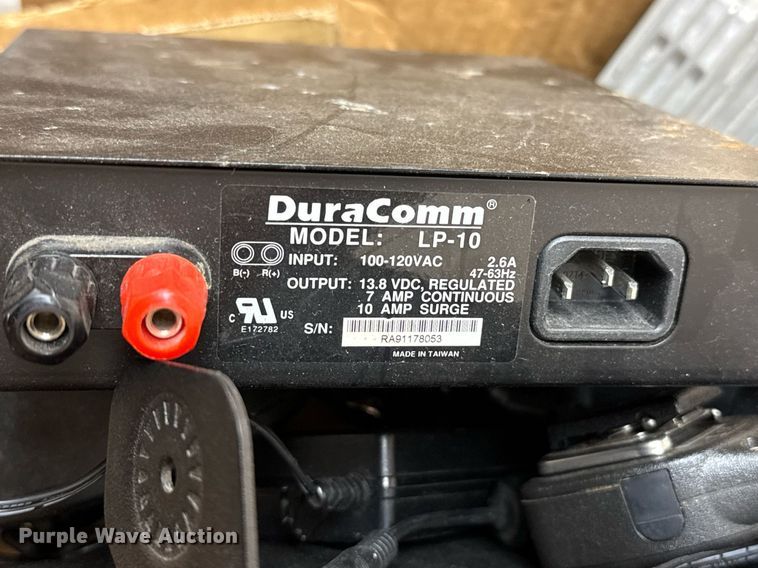 DuraComm®
MODEL: LP-10
INPUT: 100-120VAC 2.6A
47-63Hz
B(-) R(+)
OUTPUT: 13.8 VDC, REGULATED
7 AMP CONTINUOUS
10 AMP SURGE
C RU US
E172782
S/N:
RA91178053
MADE IN TAIWAN
Purple Wave Auction